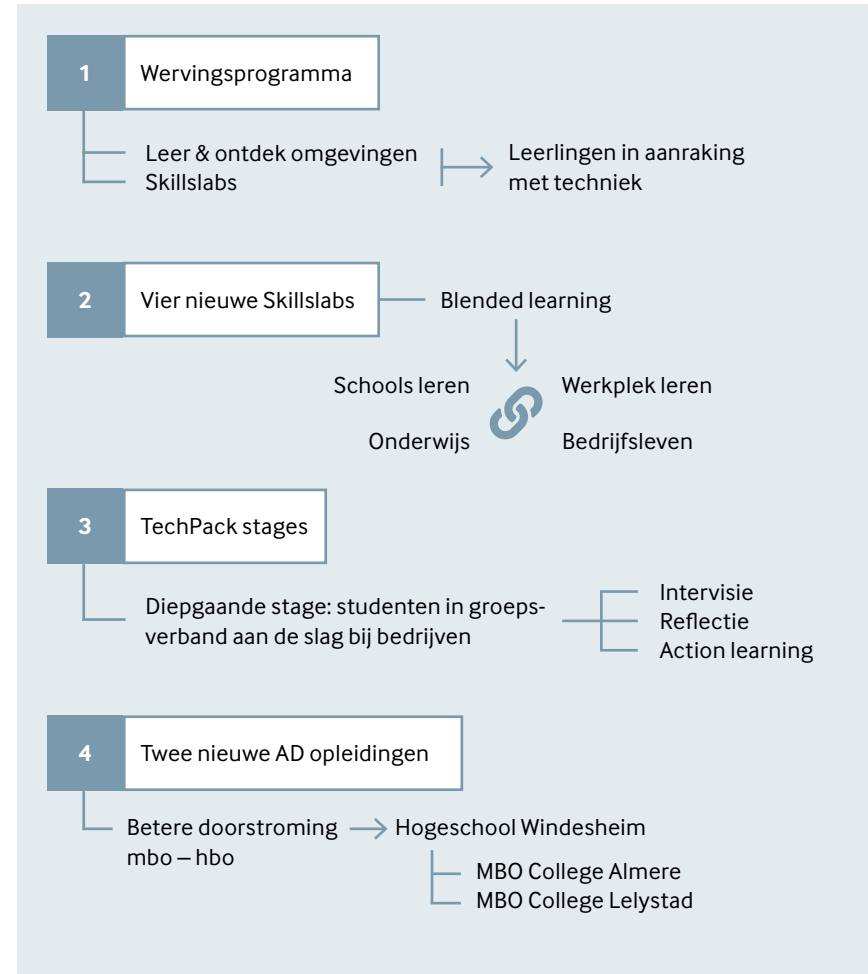 1
Wervingsprogramma
Leer & ontdek omgevingen
Skillslabs
Leerlingen in aanraking
met techniek
2
Vier nieuwe Skillslabs
Blended learning
Schools leren
Werkplek leren
Onderwijs
Bedrijfsleven
3
TechPack stages
Diepgaande stage: studenten in groeps-
verband aan de slag bij bedrijven
Intervisie
Reflectie
Action learning
4
Twee nieuwe AD opleidingen
Betere doorstroming
mbo – hbo
Hogeschool Windesheim
MBO College Almere
MBO College Lelystad